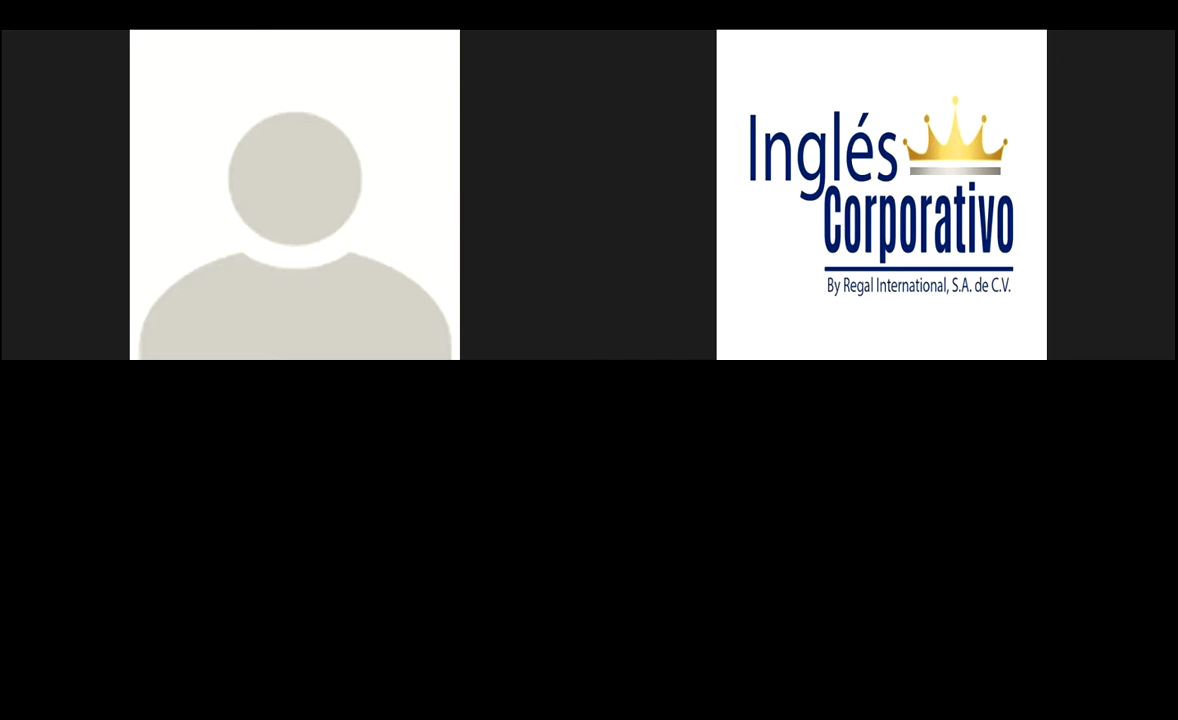 Inglés
Corporativo
By Regal International, S.A. de C.V.